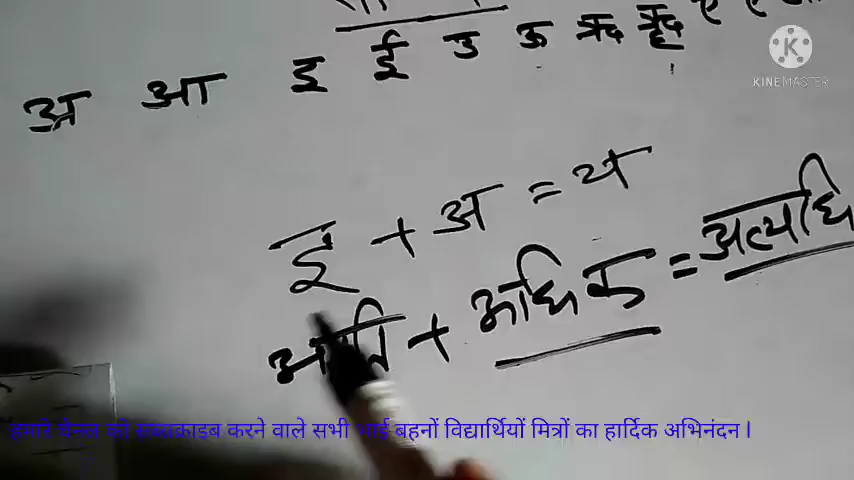 अ आ इ ई उ ऊ ऋ ॠ ए ऐ
KINEMASTER
इ + अ = य
अति + अधिक = अत्यधि
हमारे चैनल को सब्सक्राइब करने वाले सभी भाई बहनों विद्यार्थियों मित्रों का हार्दिक अभिनंदन l